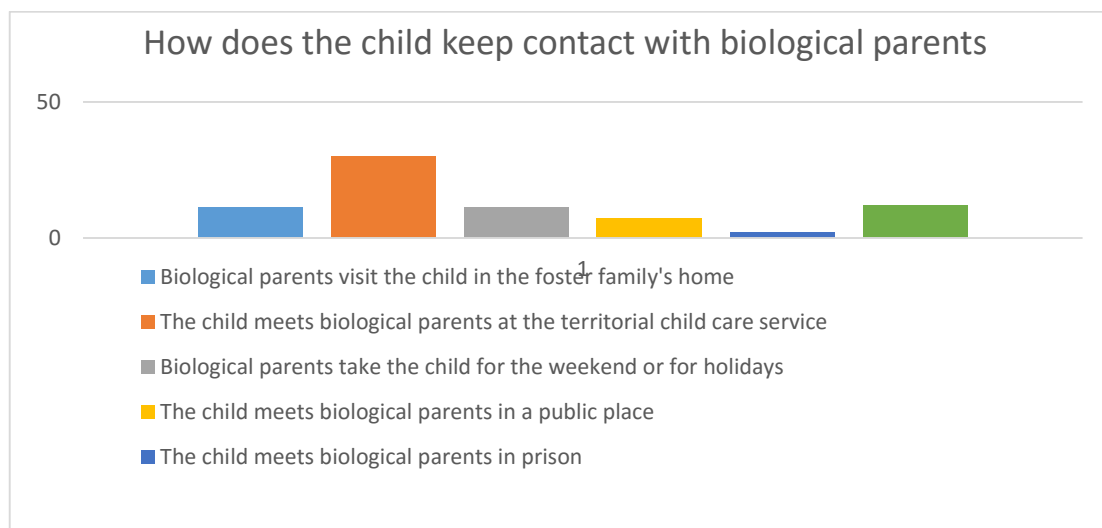 How does the child keep contact with biological parents
50
0
1
Biological parents visit the child in the foster family's home
The child meets biological parents at the territorial child care service
Biological parents take the child for the weekend or for holidays
The child meets biological parents in a public place
The child meets biological parents in prison